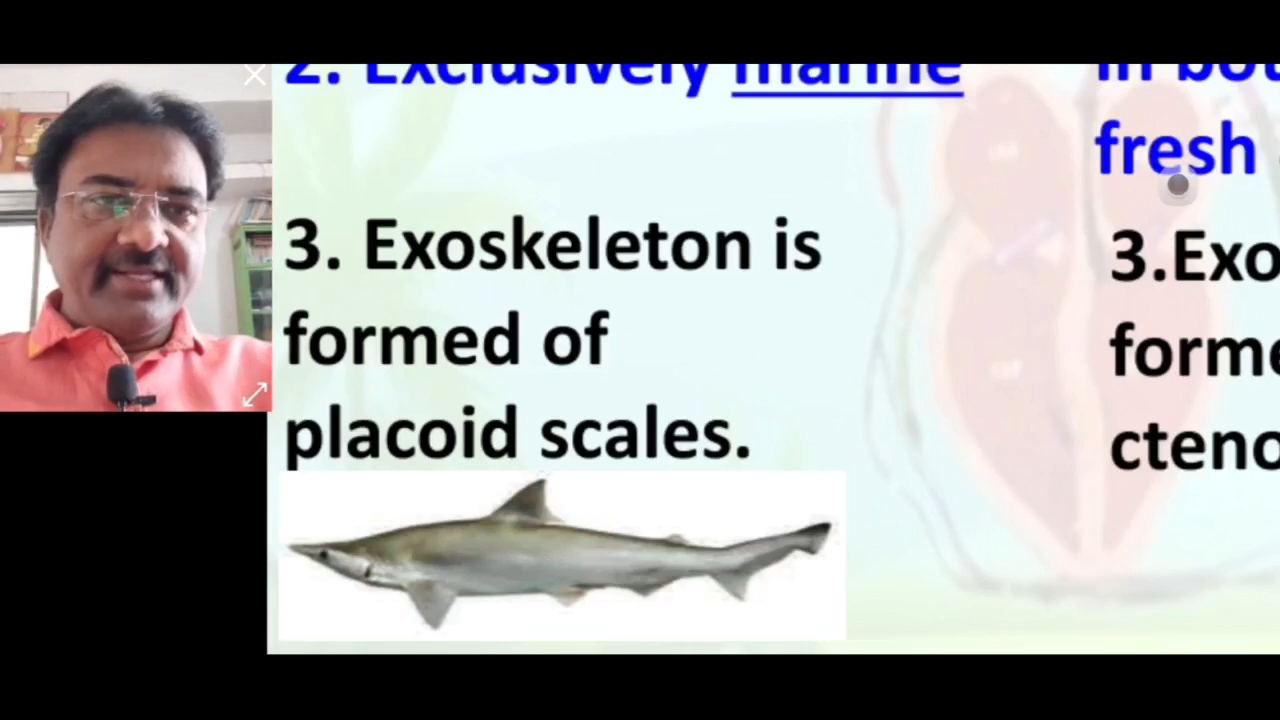 2. Exclusively marine
3. Exoskeleton is
formed of
placoid scales.
in bot
fresh
3.Exo
forme
cteno